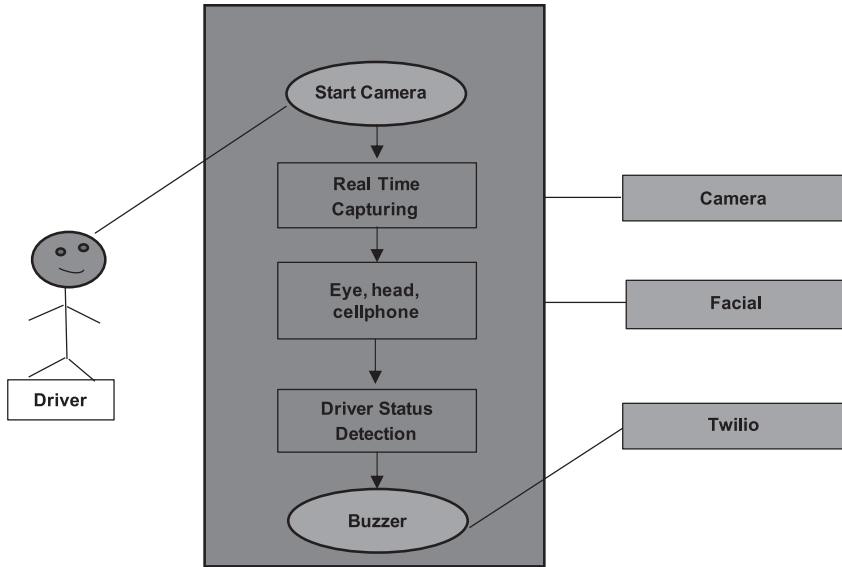 Start Camera
Real Time
Capturing
Camera
Eye, head,
cellphone
Facial
Driver
Driver Status
Detection
Twilio
Buzzer